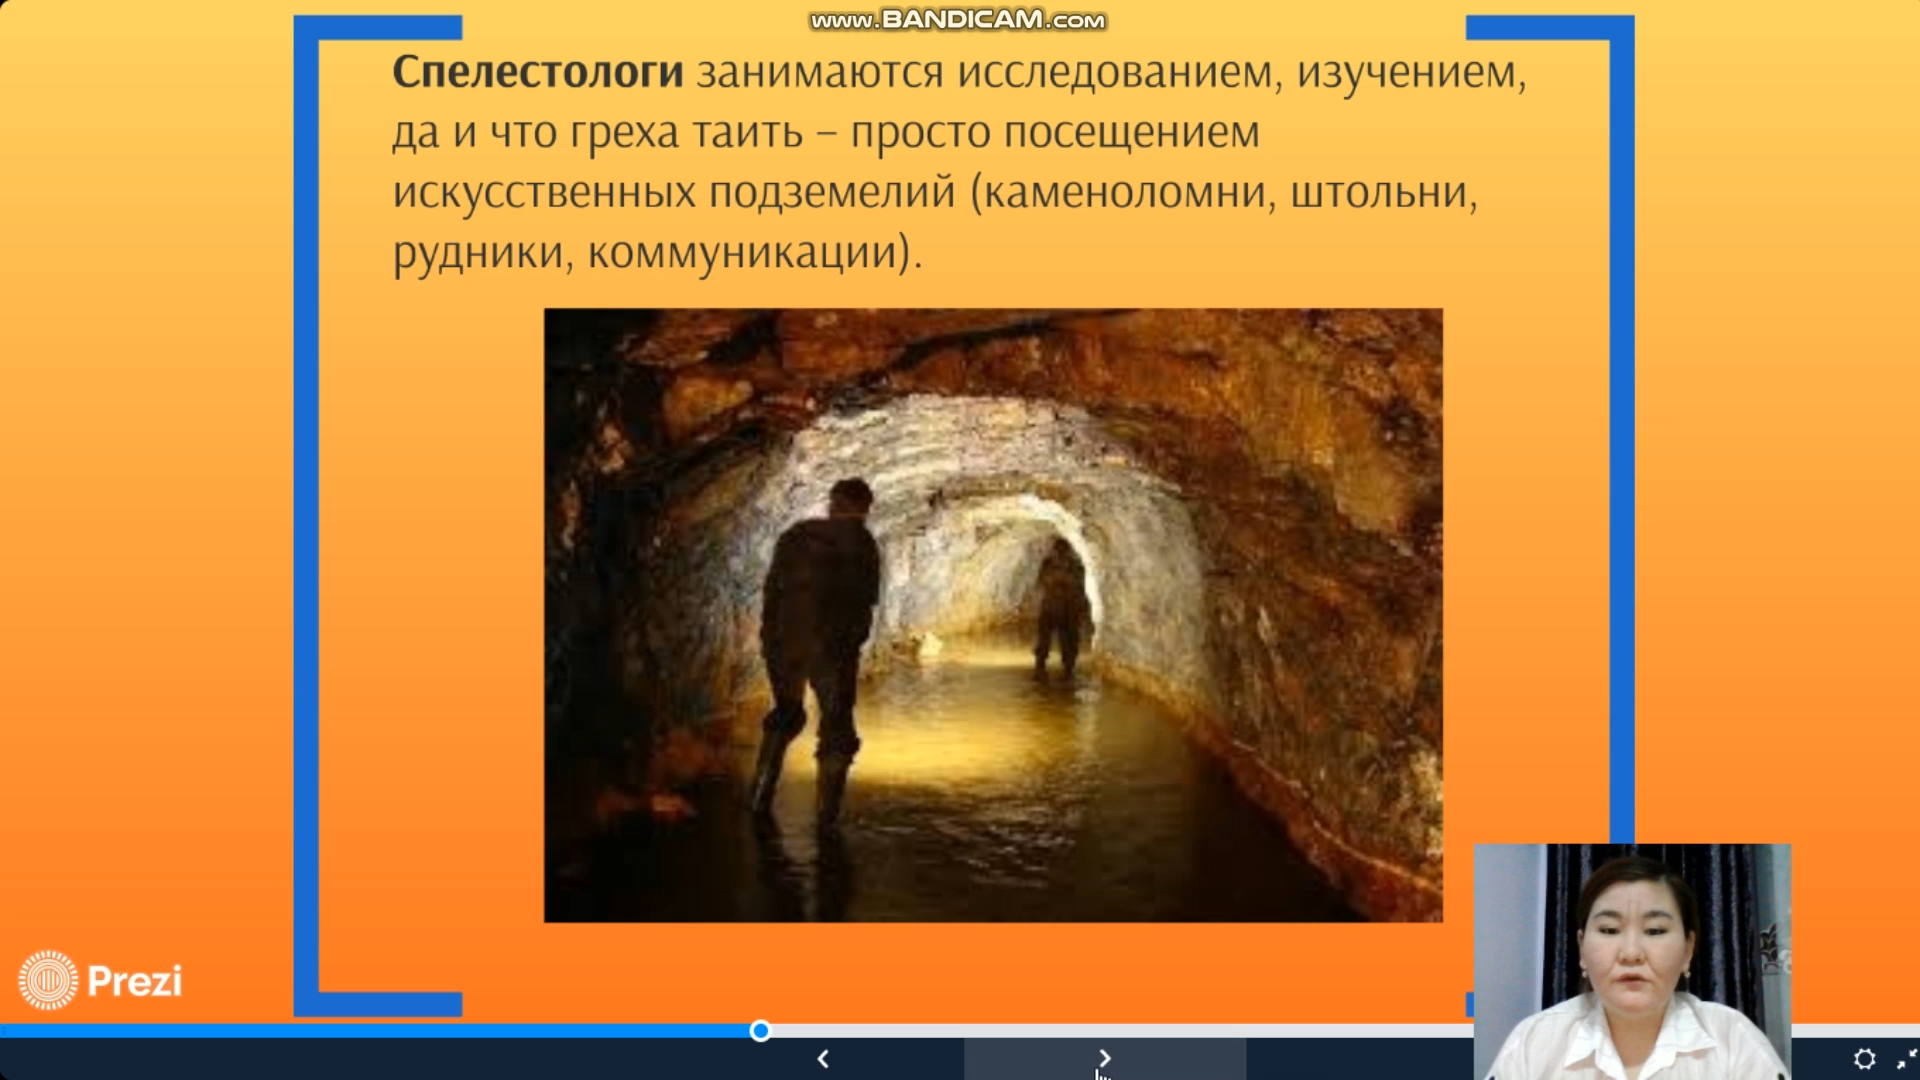 www.BANDICAM.com
Спелестологи занимаются исследованием, изучением,
да и что греха таить – просто посещением
искусственных подземелий (каменоломни, штольни,
рудники, коммуникации).
Prezi